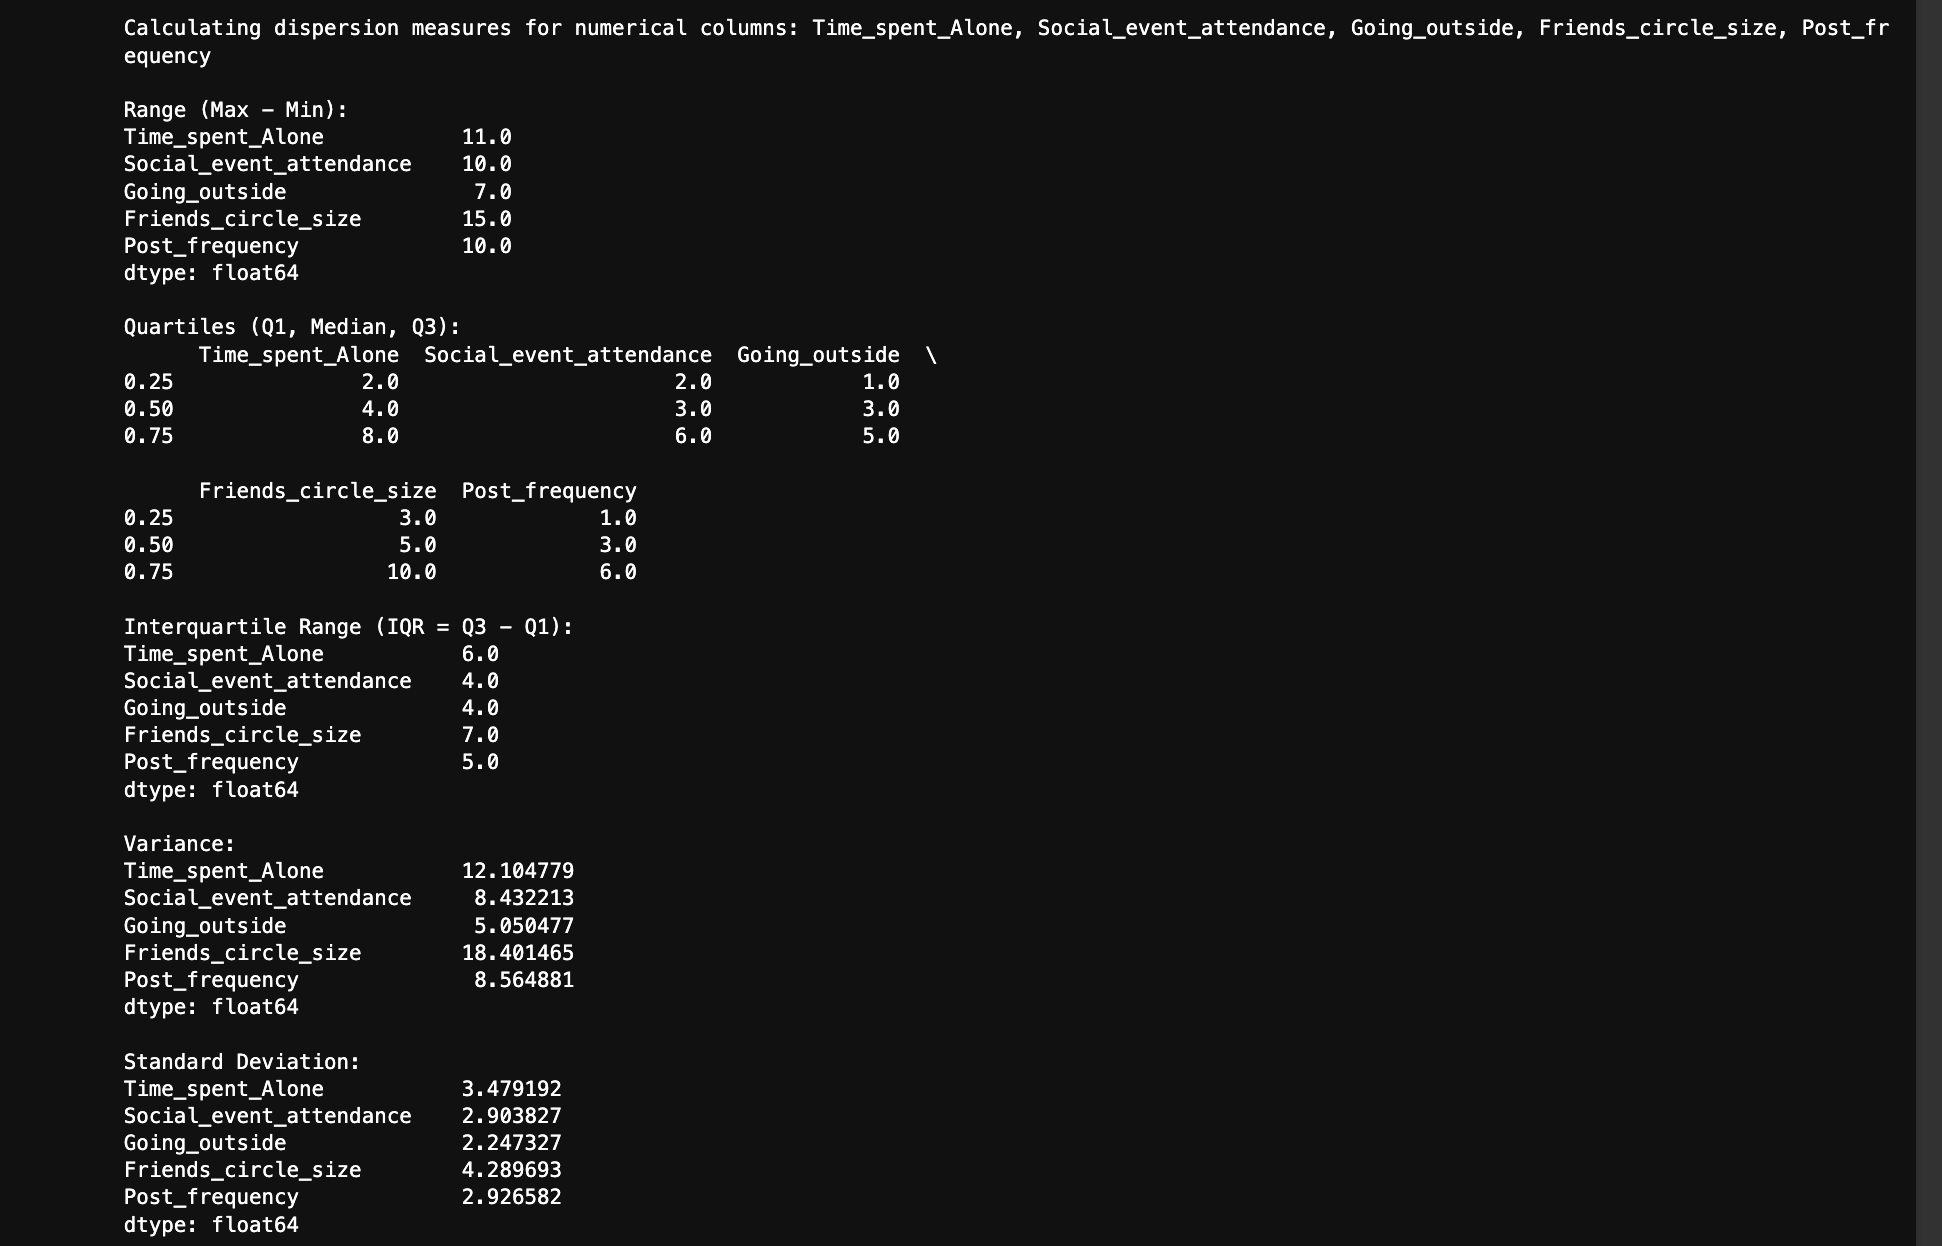 Calculating dispersion measures for numerical columns: Time_spent_Alone, Social_event_attendance, Going_outside, Friends_circle_size, Post_fr
equency
Range (Max – Min):
Time_spent_Alone 11.0
Social_event_attendance 10.0
Going_outside 7.0
Friends_circle_size 15.0
Post_frequency 10.0
dtype: float64
Quartiles (Q1, Median, Q3):
Time_spent_Alone Social_event_attendance Going_outside \
0.25 2.0 2.0 1.0
0.50 4.0 3.0 3.0
0.75 8.0 6.0 5.0
Friends_circle_size Post_frequency
0.25 3.0 1.0
0.50 5.0 3.0
0.75 10.0 6.0
Interquartile Range (IQR = Q3 – Q1):
Time_spent_Alone 6.0
Social_event_attendance 4.0
Going_outside 4.0
Friends_circle_size 7.0
Post_frequency 5.0
dtype: float64
Variance:
Time_spent_Alone 12.104779
Social_event_attendance 8.432213
Going_outside 5.050477
Friends_circle_size 18.401465
Post_frequency 8.564881
dtype: float64
Standard Deviation:
Time_spent_Alone 3.479192
Social_event_attendance 2.903827
Going_outside 2.247327
Friends_circle_size 4.289693
Post_frequency 2.926582
dtype: float64